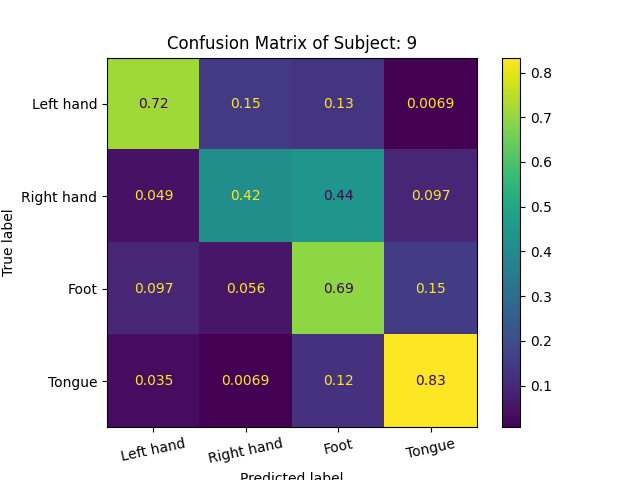 Confusion Matrix of Subject: 9
True label
Left hand 0.72 0.15 0.13 0.0069
Right hand 0.049 0.42 0.44 0.097
Foot 0.097 0.056 0.69 0.15
Tongue 0.035 0.0069 0.12 0.83
Left hand Right hand Foot Tongue
Predicted label
0.8
0.7
0.6
0.5
0.4
0.3
0.2
0.1